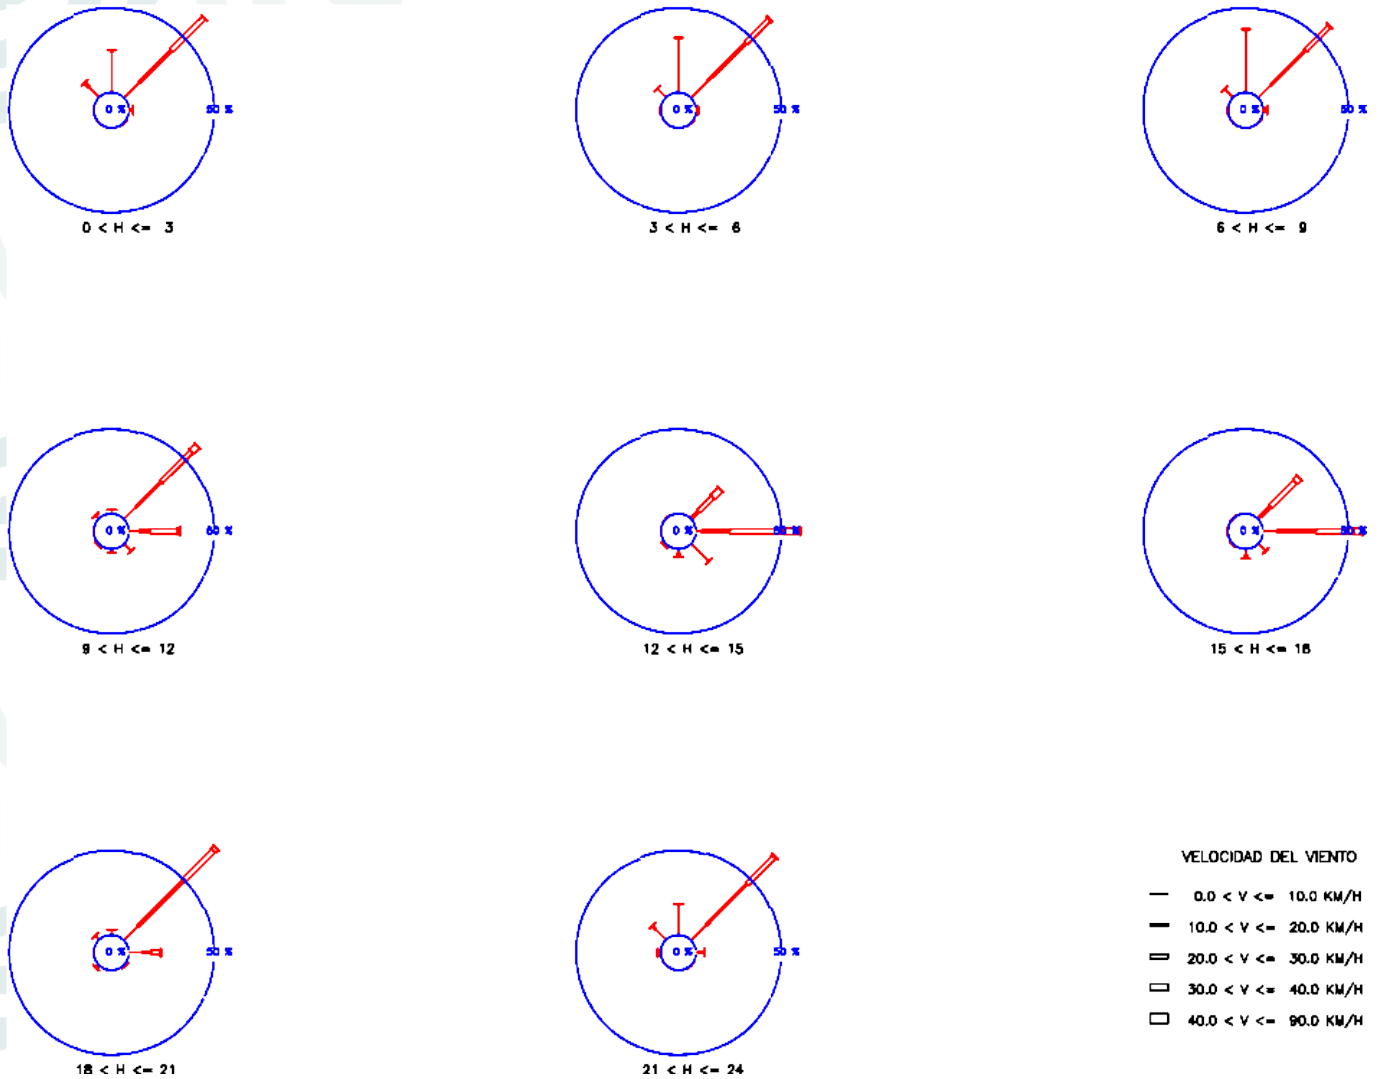 0 % 50 %
0 < H <= 3
0 % 50 %
3 < H <= 6
0 % 50 %
6 < H <= 9
0 % 50 %
9 < H <= 12
0 % 50 %
12 < H <= 15
0 % 50 %
15 < H <= 18
0 % 50 %
18 < H <= 21
0 % 50 %
21 < H <= 24
VELOCIDAD DEL VIENTO
0.0 < V <= 10.0 KM/H
10.0 < V <= 20.0 KM/H
20.0 < V <= 30.0 KM/H
30.0 < V <= 40.0 KM/H
40.0 < V <= 90.0 KM/H